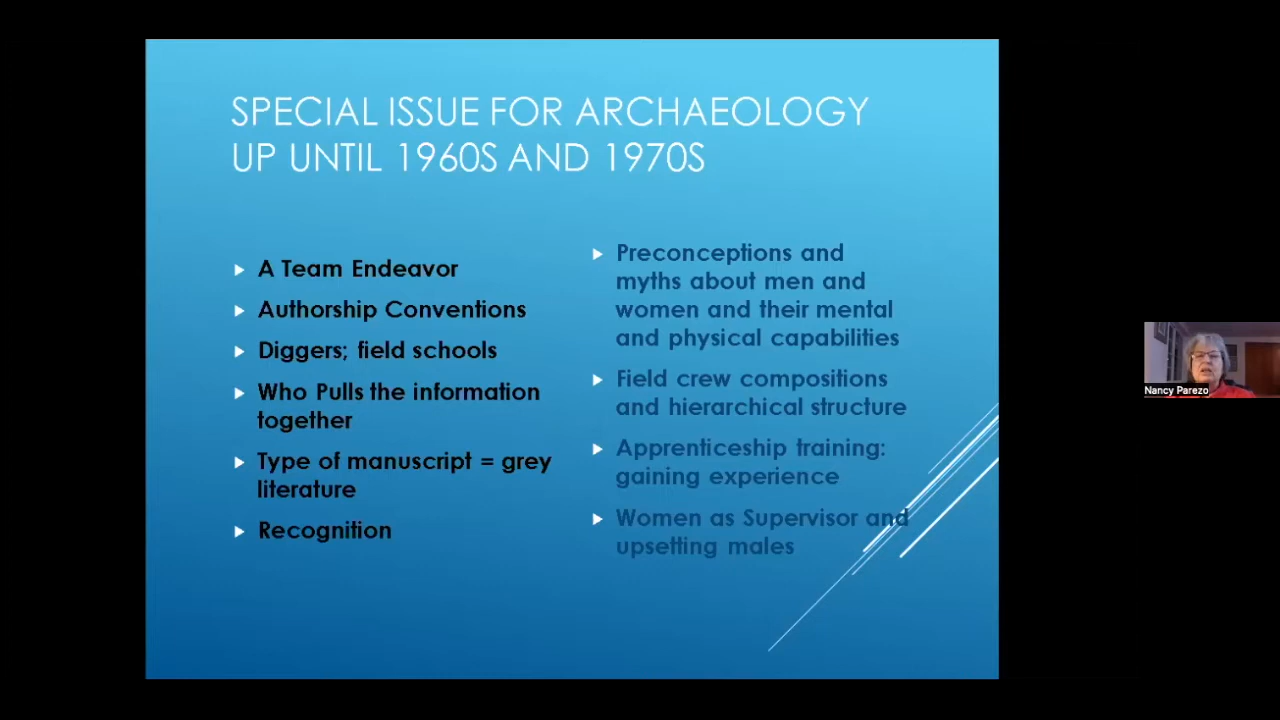 SPECIAL ISSUE FOR ARCHAEOLOGY
UP UNTIL 1960S AND 1970S
A Team Endeavor
Authorship Conventions
Diggers; field schools
Who Pulls the information
together
Type of manuscript = grey
literature
Recognition
Preconceptions and
myths about men and
women and their mental
and physical capabilities
Field crew compositions
and hierarchical structure
Apprenticeship training:
gaining experience
Women as Supervisor and
upsetting males
Nancy Parezo